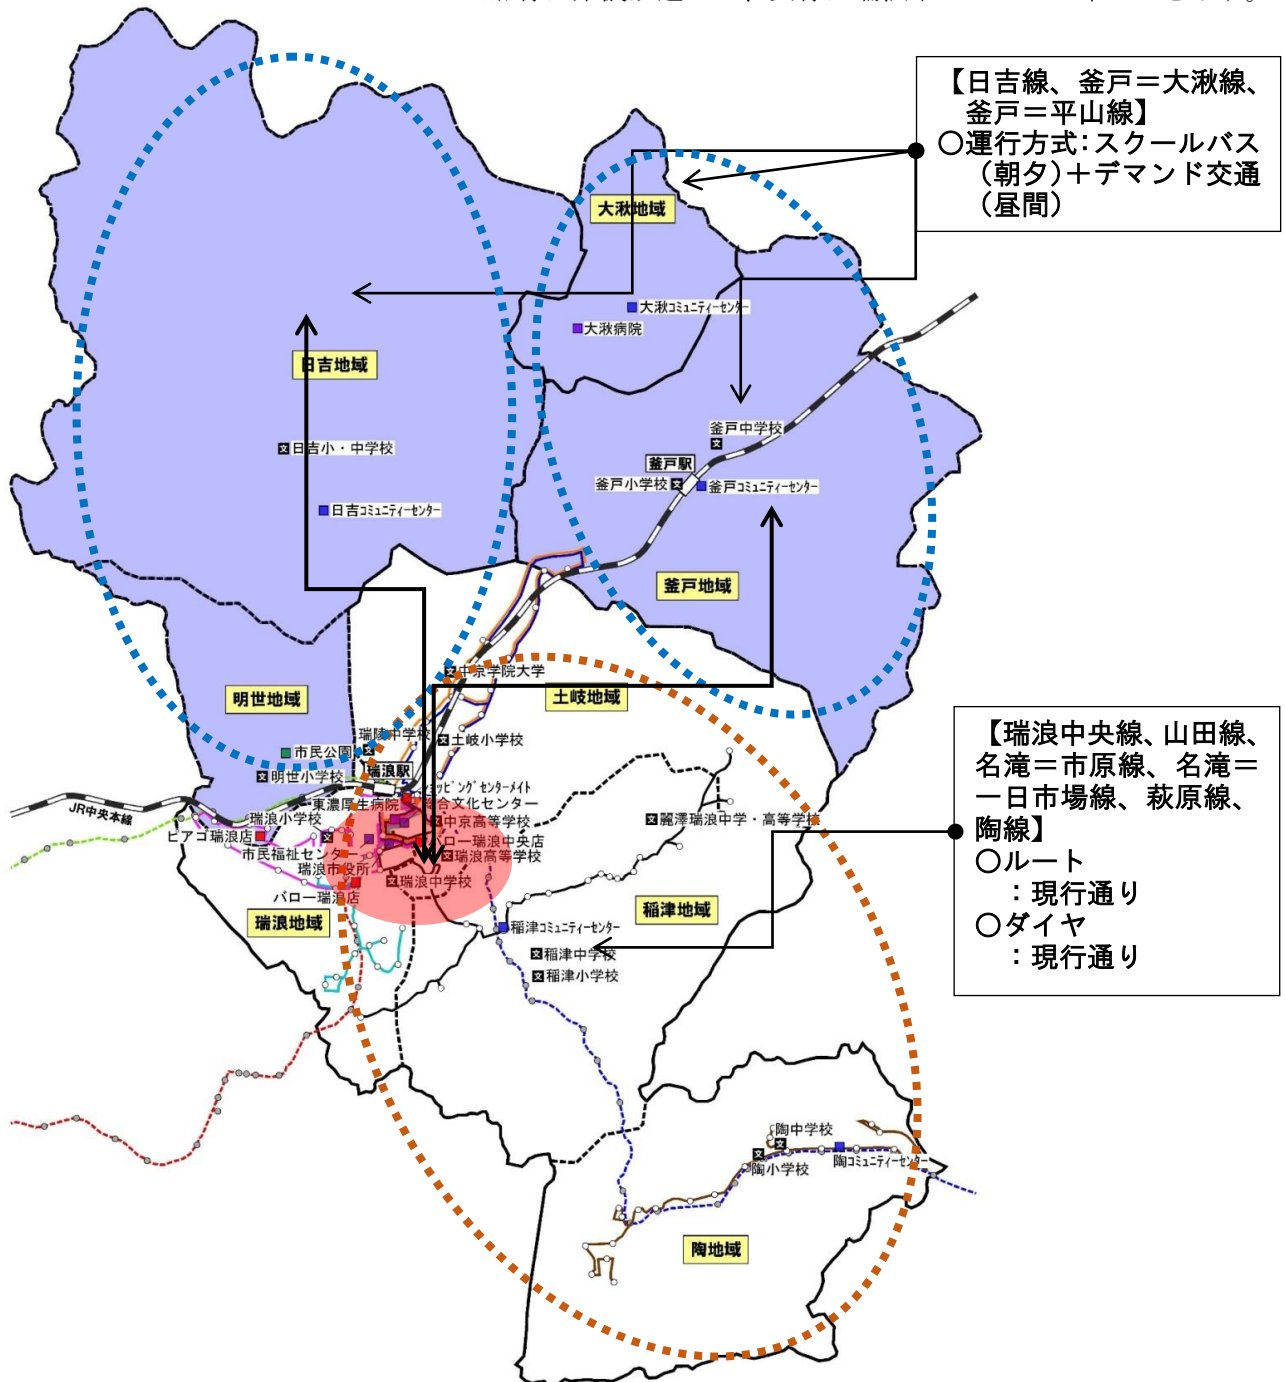 【日吉線、釜戸＝大湫線、
釜戸＝平山線】
○運行方式：スクールバス
（朝夕）＋デマンド交通
（昼間）
大湫地域
大湫コミュニティーセンター
大湫病院
日吉地域
釜戸中学校
日吉小・中学校
釜戸駅
釜戸小学校
釜戸コミュニティーセンター
日吉コミュニティーセンター
釜戸地域
中京学院大学
明世地域
土岐地域
瑞陵中学校
土岐小学校
市民公園
明世小学校
瑞浪駅
JR中央本線
東濃厚生病院
総合文化センター
瑞浪小学校
中京高等学校
ピアゴ瑞浪店
バロー瑞浪中央店
市民福祉センター
瑞浪高等学校
瑞浪市役所
瑞浪中学校
バロー瑞浪店
麗澤瑞浪中学・高等学校
瑞浪地域
稲津地域
稲津コミュニティーセンター
稲津中学校
稲津小学校
【瑞浪中央線、山田線、
名滝＝市原線、名滝＝
一日市場線、萩原線、
陶線】
○ルート
：現行通り
○ダイヤ
：現行通り
陶中学校
陶小学校
陶コミュニティーセンター
陶地域